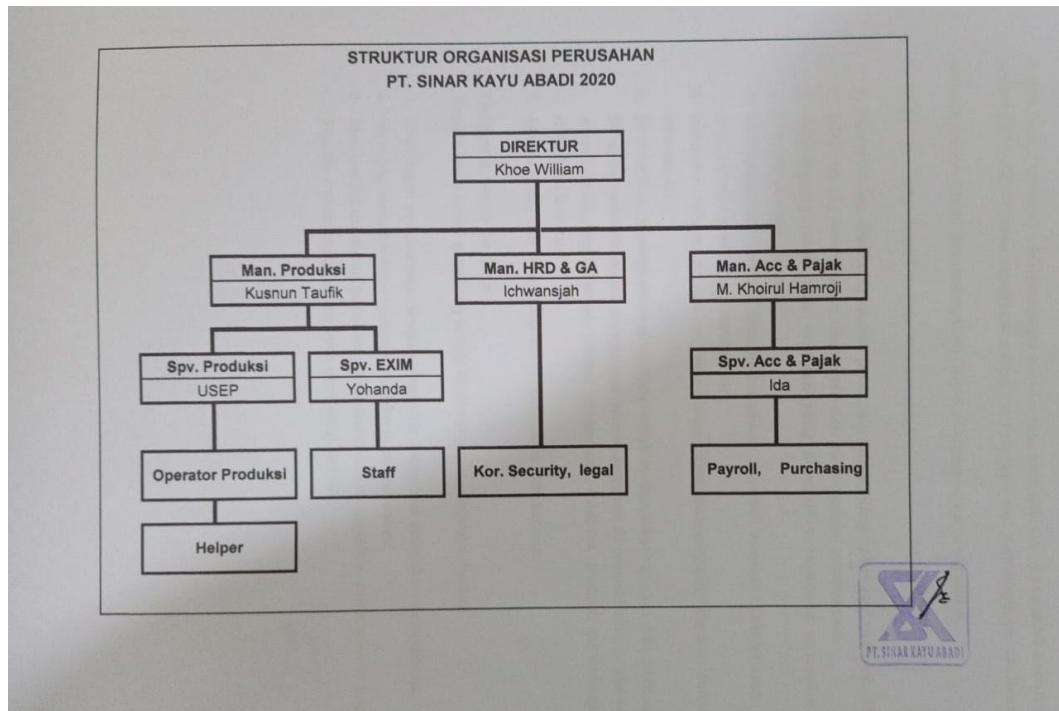 STRUKTUR ORGANISASI PERUSAHAN
PT. SINAR KAYU ABADI 2020
DIREKTUR
Khoe William
Man. Produksi
Kusnun Taufik
Man. HRD & GA
Ichwansjah
Man. Acc & Pajak
M. Khoirul Hamroji
Spv. Produksi
USEP
Spv. EXIM
Yohanda
Spv. Acc & Pajak
Ida
Operator Produksi
Staff
Kor. Security, legal
Payroll, Purchasing
Helper
PT. SINAR KAYU ABADI